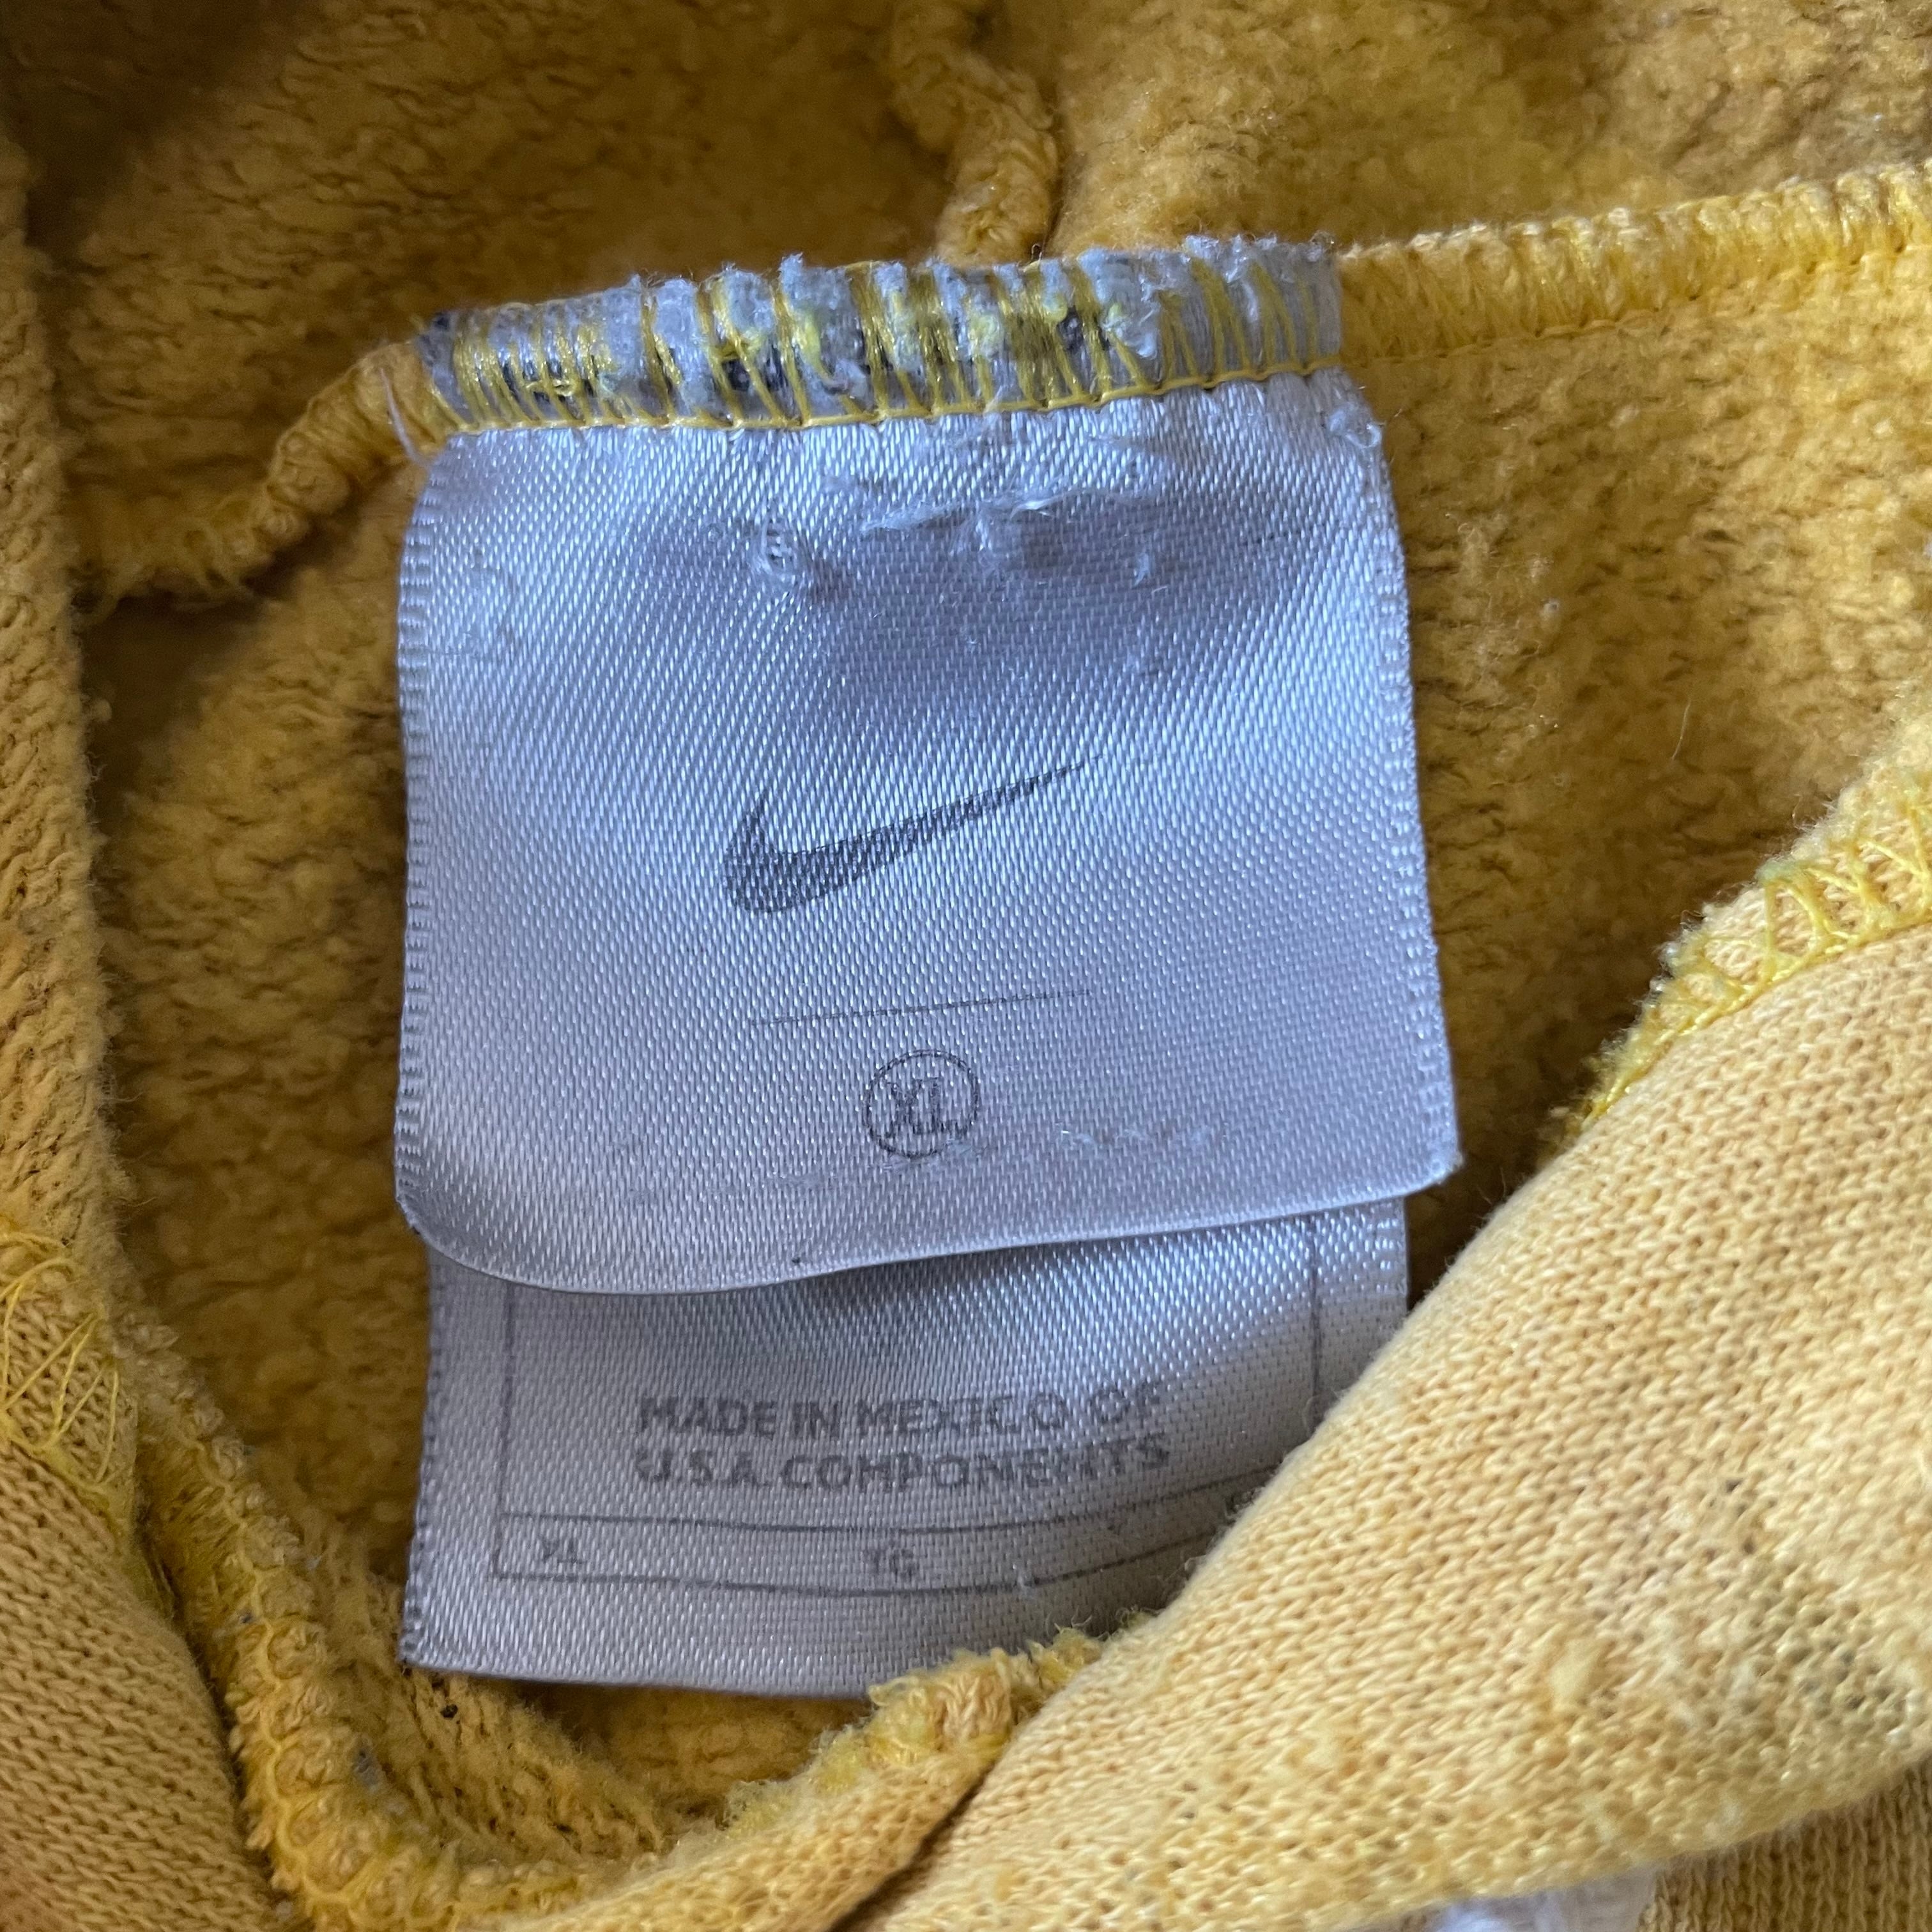 XL
MADE IN MEXICO OF
U.S.A. COMPONENTS
XL TG